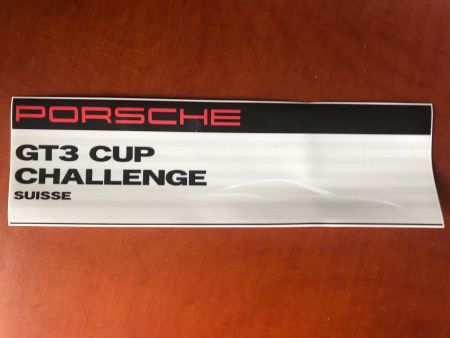 PORSCHE
GT3 CUP
CHALLENGE
SUISSE